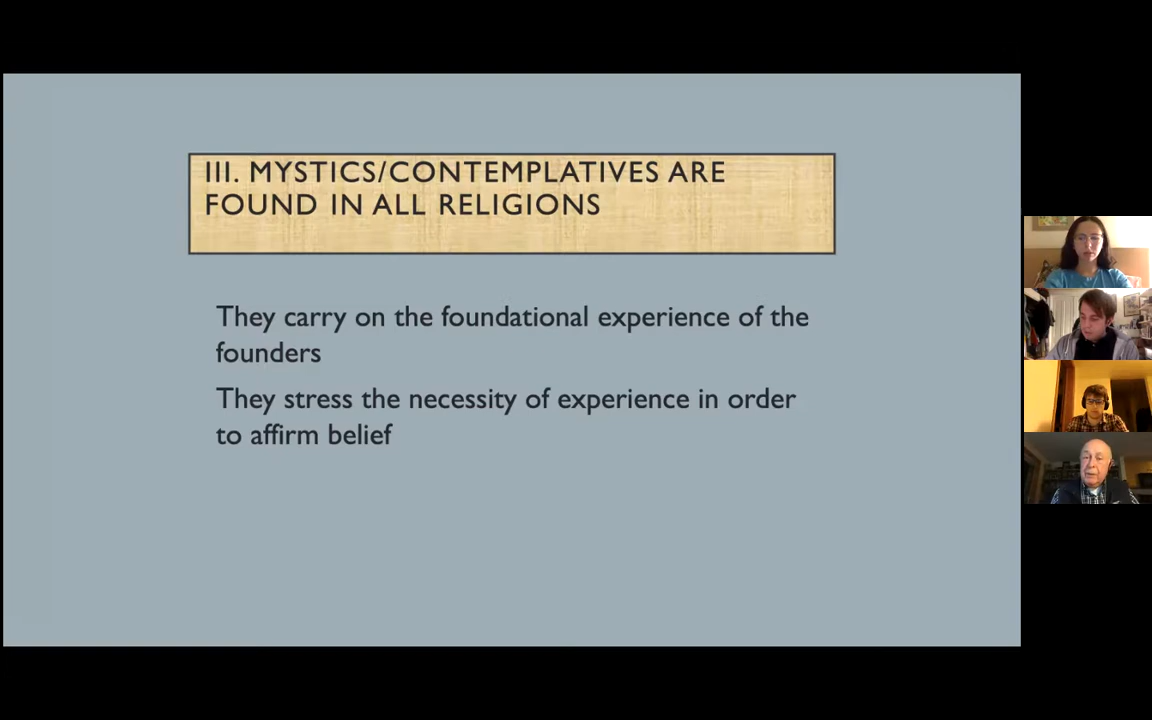 III. MYSTICS/CONTEMPLATIVES ARE
FOUND IN ALL RELIGIONS
They carry on the foundational experience of the
founders
They stress the necessity of experience in order
to affirm belief